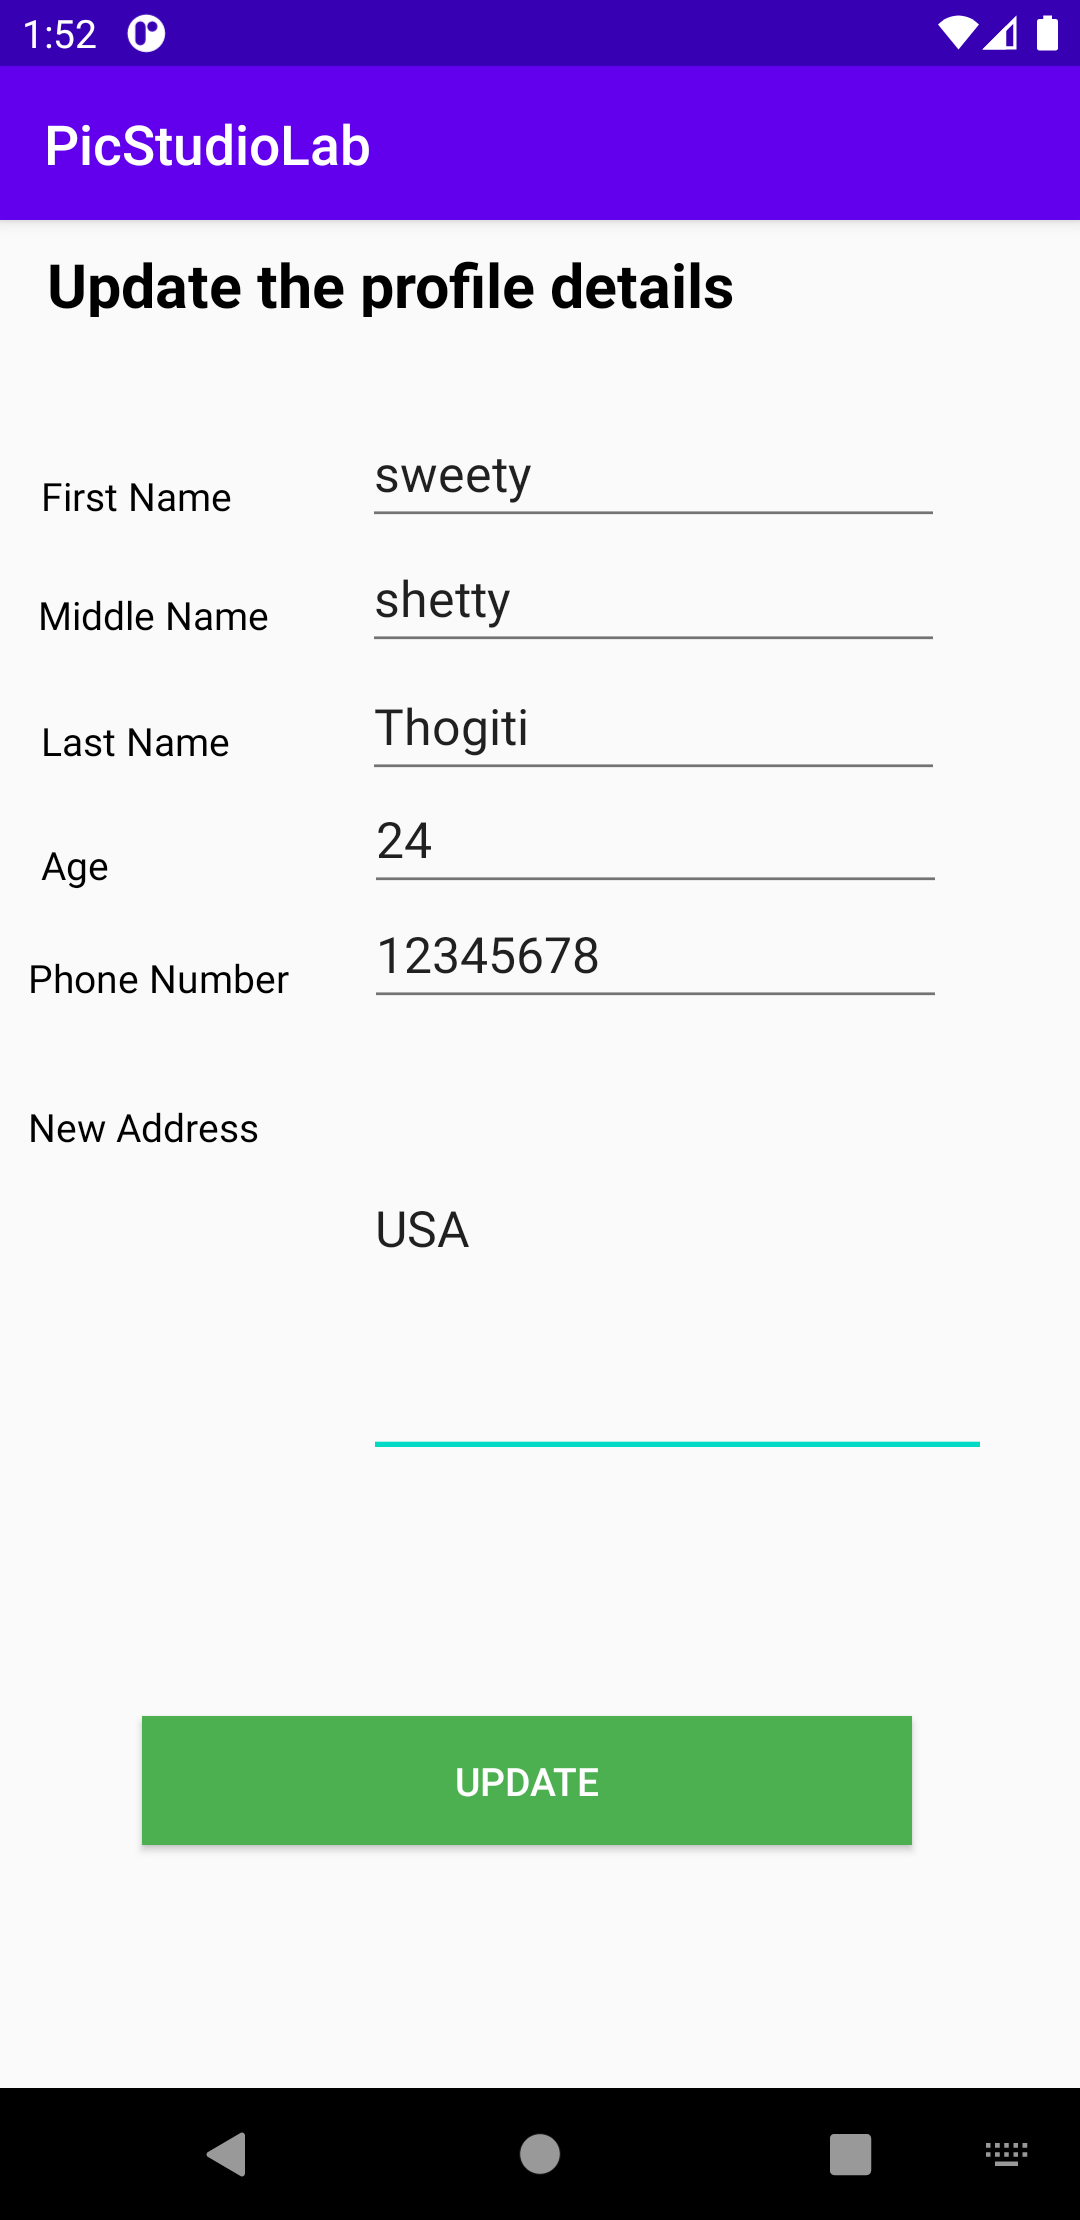 1:52
PicStudioLab
Update the profile details
First Name sweety
Middle Name shetty
Last Name Thogiti
Age 24
Phone Number 12345678
New Address
USA
UPDATE